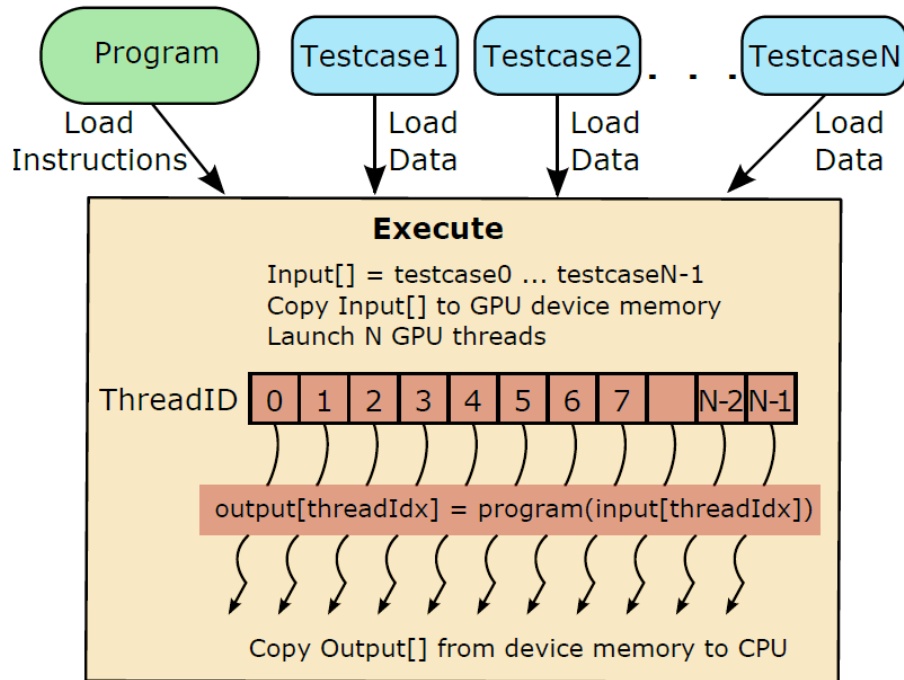 Program
Testcase1
Testcase2
. . .
TestcaseN
Load
Instructions
Load
Data
Load
Data
Load
Data
Execute
Input[] = testcase0 ... testcaseN-1
Copy Input[] to GPU device memory
Launch N GPU threads
ThreadID 0 1 2 3 4 5 6 7 N-2 N-1
output[threadIdx] = program(input[threadIdx])
Copy Output[] from device memory to CPU